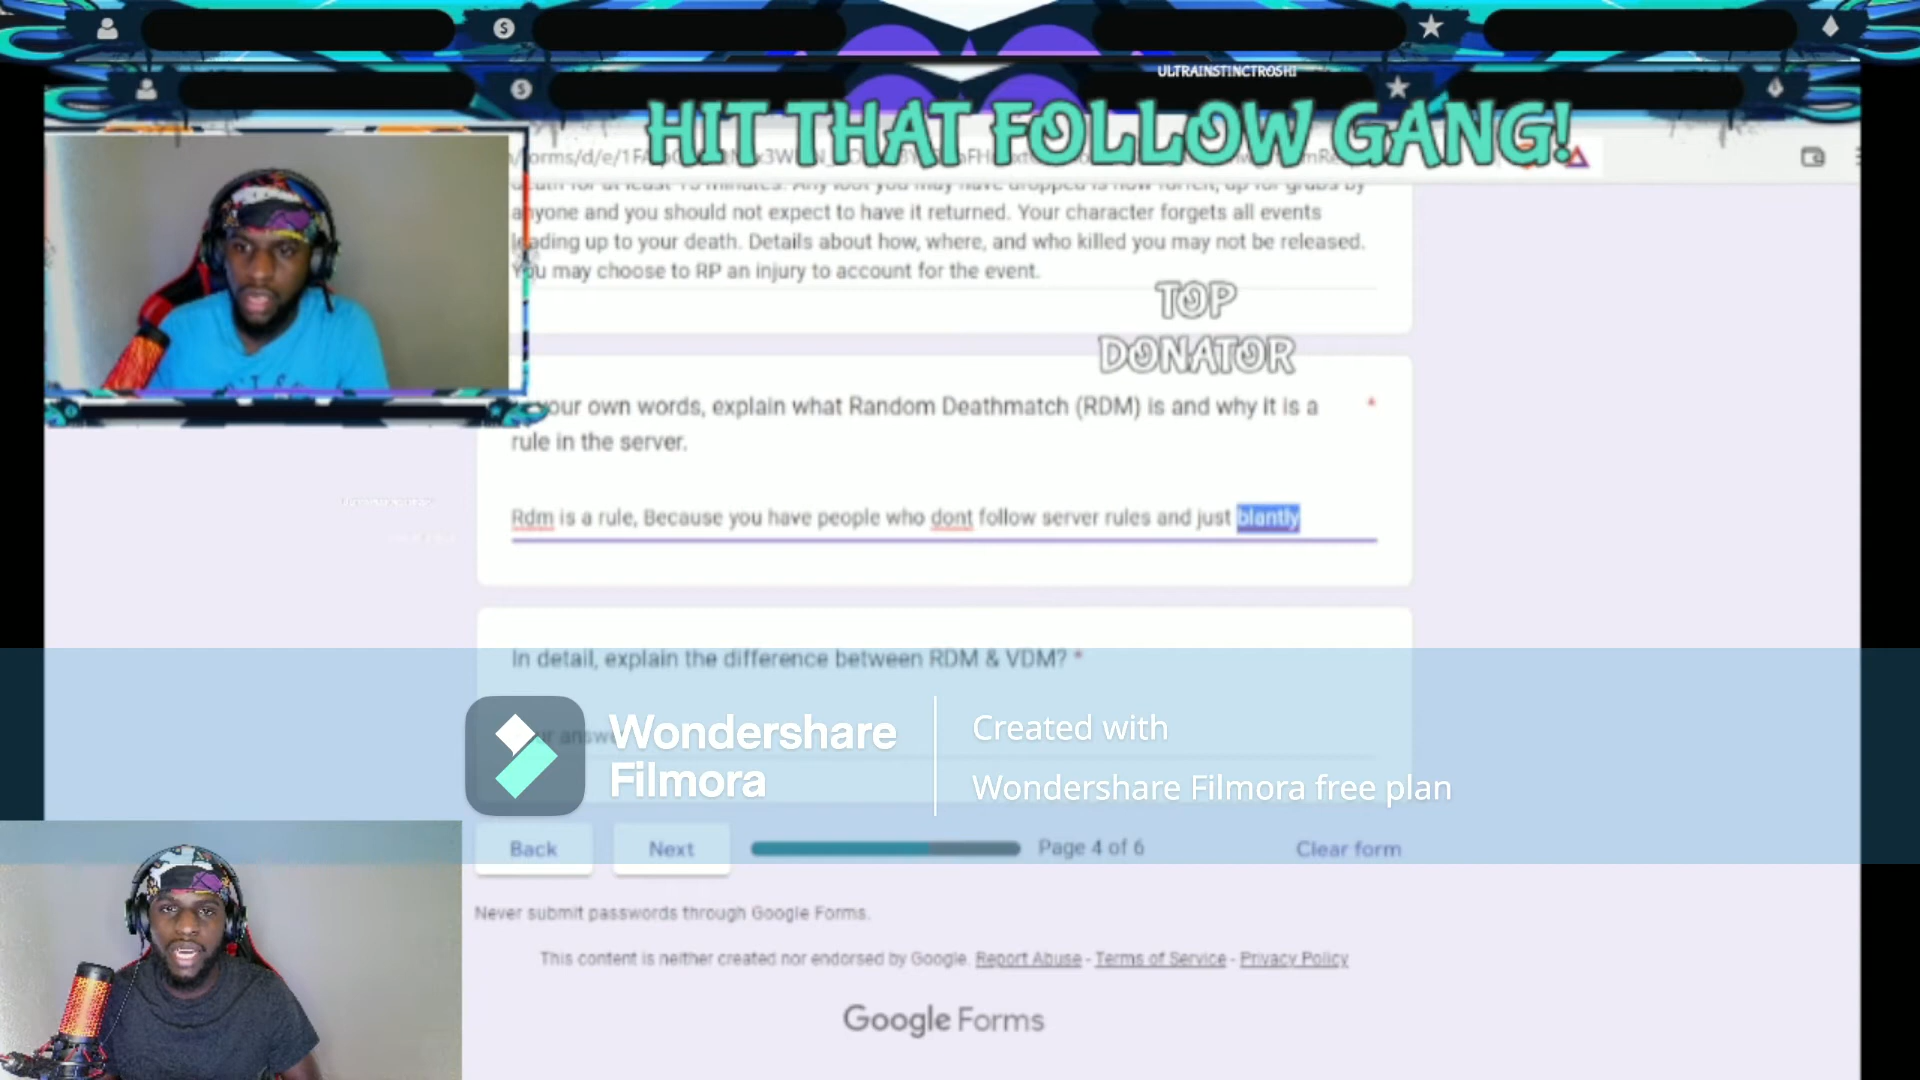 ULTRAINSTINCTROSHI
HIT THAT FOLLOW GANG!
anyone and you should not expect to have it returned. Your character forgets all events
leading up to your death. Details about how, where, and who killed you may not be released.
You may choose to RP an injury to account for the event.
TOP
DONATOR
your own words, explain what Random Deathmatch (RDM) is and why it is a *
rule in the server.
Rdm is a rule, Because you have people who dont follow server rules and just blantly
In detail, explain the difference between RDM & VDM? *
Wondershare
Filmora
Created with
Wondershare Filmora free plan
Back
Next
Page 4 of 6
Clear form
Never submit passwords through Google Forms.
This content is neither created nor endorsed by Google. Report Abuse - Terms of Service - Privacy Policy
Google Forms